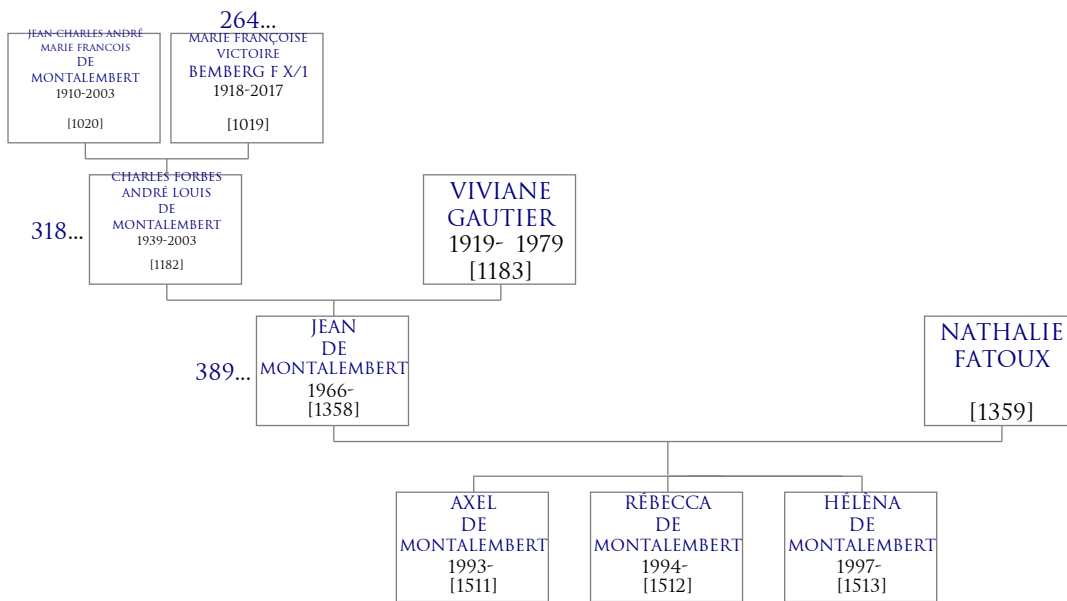 264...
JEAN-CHARLES ANDRÉ
MARIE FRANCOIS
DE
MONTALEMBERT
1910-2003
[1020]
MARIE FRANÇOISE
VICTOIRE
BEMBERG F X/1
1918-2017
[1019]
318...
CHARLES FORBES
ANDRÉ LOUIS
DE
MONTALEMBERT
1939-2003
[1182]
VIVIANE
GAUTIER
1919- 1979
[1183]
389...
JEAN
DE
MONTALEMBERT
1966-
[1358]
NATHALIE
FATOUX
[1359]
AXEL
DE
MONTALEMBERT
1993-
[1511]
RÉBECCA
DE
MONTALEMBERT
1994-
[1512]
HÉLÈNA
DE
MONTALEMBERT
1997-
[1513]